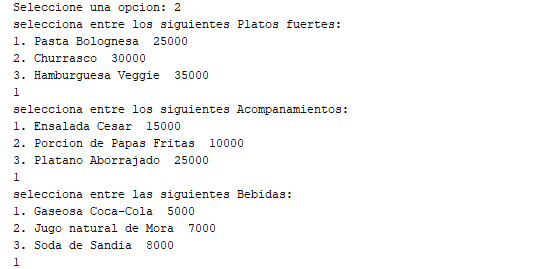 Seleccione una opcion: 2
selecciona entre los siguientes Platos fuertes:
1. Pasta Bolognesa  25000
2. Churrasco  30000
3. Hamburguesa Veggie  35000
1
selecciona entre los siguientes Acompanamientos:
1. Ensalada Cesar  15000
2. Porcion de Papas Fritas  10000
3. Platano Aborrajado  25000
1
selecciona entre las siguientes Bebidas:
1. Gaseosa Coca-Cola  5000
2. Jugo natural de Mora  7000
3. Soda de Sandia  8000
1